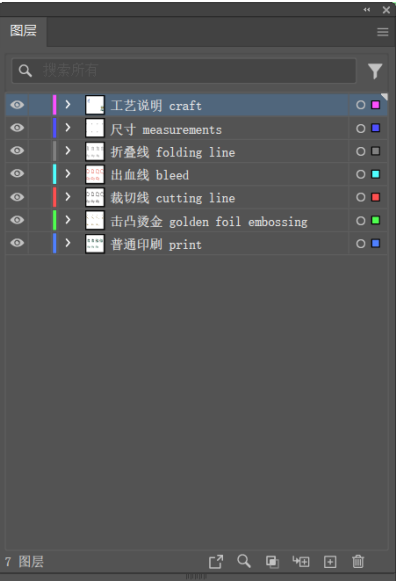 图层
搜索所有
工艺说明 craft
尺寸 measurements
折叠线 folding line
出血线 bleed
裁切线 cutting line
击凸烫金 golden foil embossing
普通印刷 print
7 图层